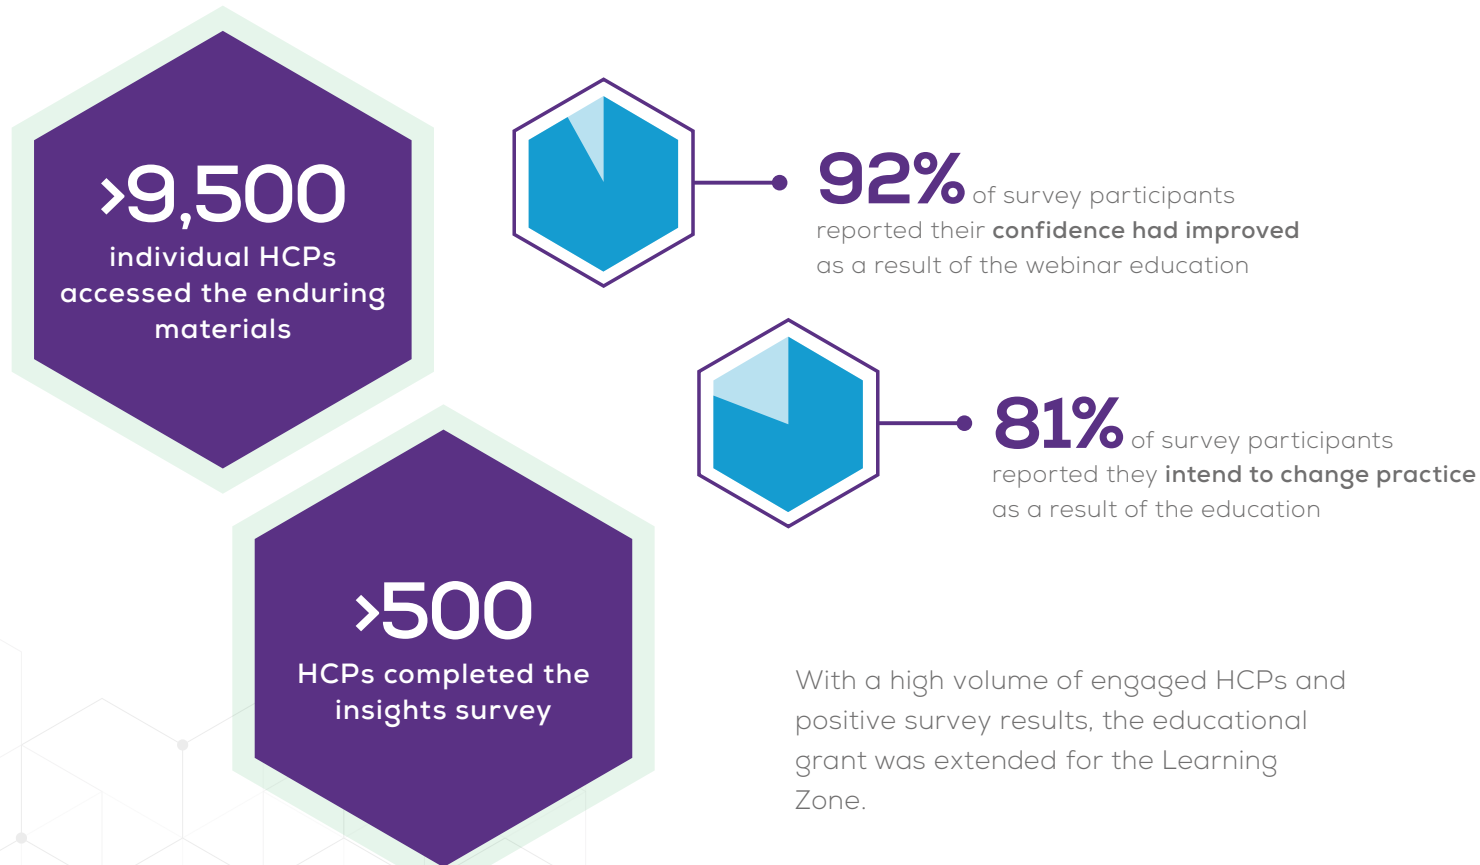 >9,500
individual HCPs
accessed the enduring
materials
92% of survey participants
reported their confidence had improved
as a result of the webinar education
81% of survey participants
reported they intend to change practice
as a result of the education
>500
HCPs completed the
insights survey
With a high volume of engaged HCPs and
positive survey results, the educational
grant was extended for the Learning
Zone.